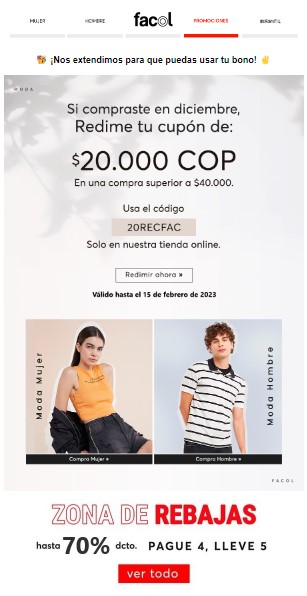 MUJER
HOMBRE
facol
PROMOCIONES
#BeFanTIL
¡Nos extendimos para que puedas usar tu bono!
MODA
Si compraste en diciembre,
Redime tu cupón de:
$20.000 COP
En una compra superior a $40.000.
Usa el código
20RECFAC
Solo en nuestra tienda online.
Redimir ahora »
Válido hasta el 15 de febrero de 2023
Moda Mujer
Moda Hombre
Compra Mujer »
Compra Hombre »
FACOL
ZONA DE REBAJAS
hasta 70% dcto. PAGUE 4, LLEVE 5
ver todo